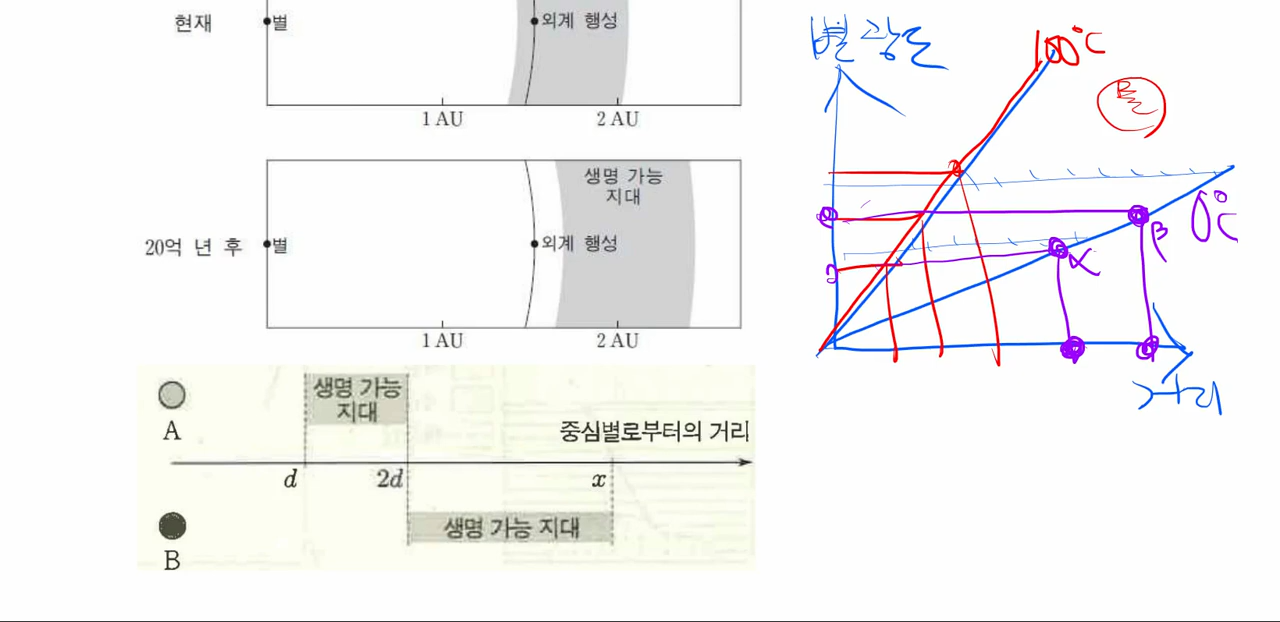 현재
별
외계 행성
1 AU
2 AU
생명 가능
지대
20억 년 후
별
외계 행성
1 AU
2 AU
A
생명 가능
지대
중심별로부터의 거리
d
2d
x
생명 가능 지대
B
별 광도
100℃
0℃
α
β
거리